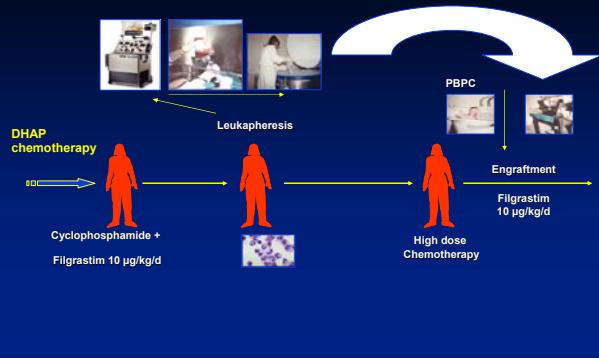 PBPC
Leukapheresis
DHAP
chemotherapy
Engraftment
Filgrastim
10 µg/kg/d
Cyclophosphamide +
Filgrastim 10 µg/kg/d
High dose
Chemotherapy